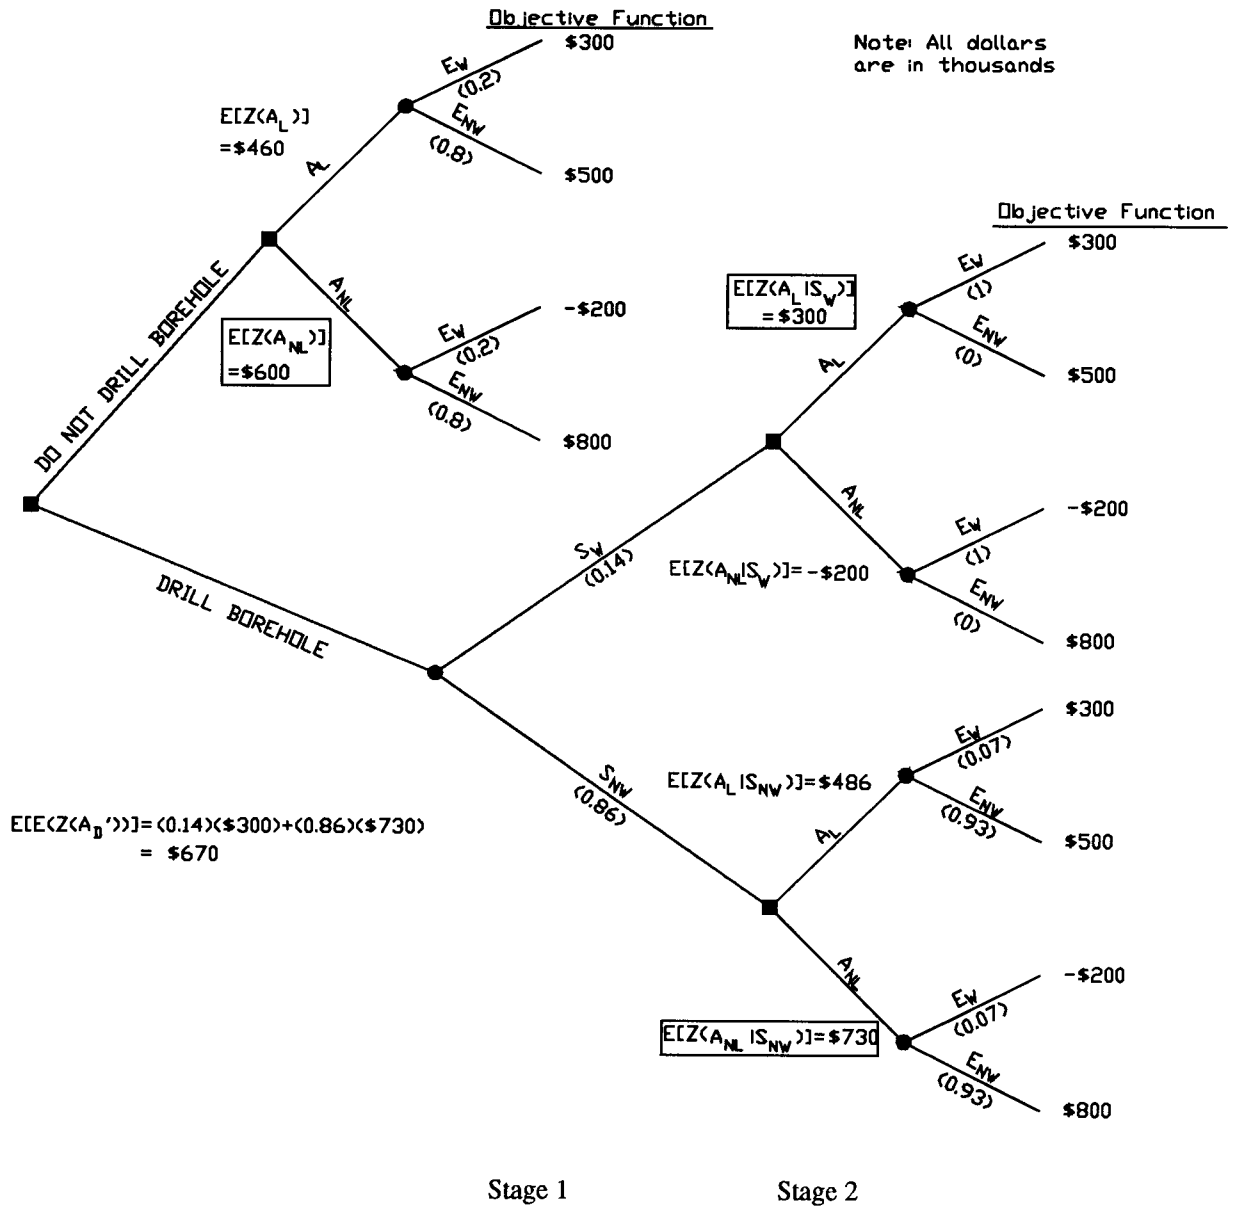 Objective Function
Note: All dollars
are in thousands
$300
EW
(0.2)
E[Z(AL)]
=$460
ENW
(0.8)
AL
$500
Objective Function
$300
DO NOT DRILL BOREHOLE
ANL
E[Z(AL|SW)]
= $300
EW
(1)
-$200
E[Z(ANL)]
=$600
EW
(0.2)
ENW
(0)
AL
$500
ENW
(0.8)
$800
ANL
-$200
SW
(0.14)
EW
(1)
E[Z(ANL|SW)]= -$200
DRILL BOREHOLE
ENW
(0)
$800
$300
EW
(0.07)
SNW
(0.86)
E[Z(AL|SNW)]=$486
ENW
(0.93)
E[E(Z(AD'))]= (0.14)($300)+(0.86)($730)
= $670
AL
$500
ANL
-$200
EW
(0.07)
E[Z(ANL|SNW)]=$730
ENW
(0.93)
$800
Stage 1
Stage 2